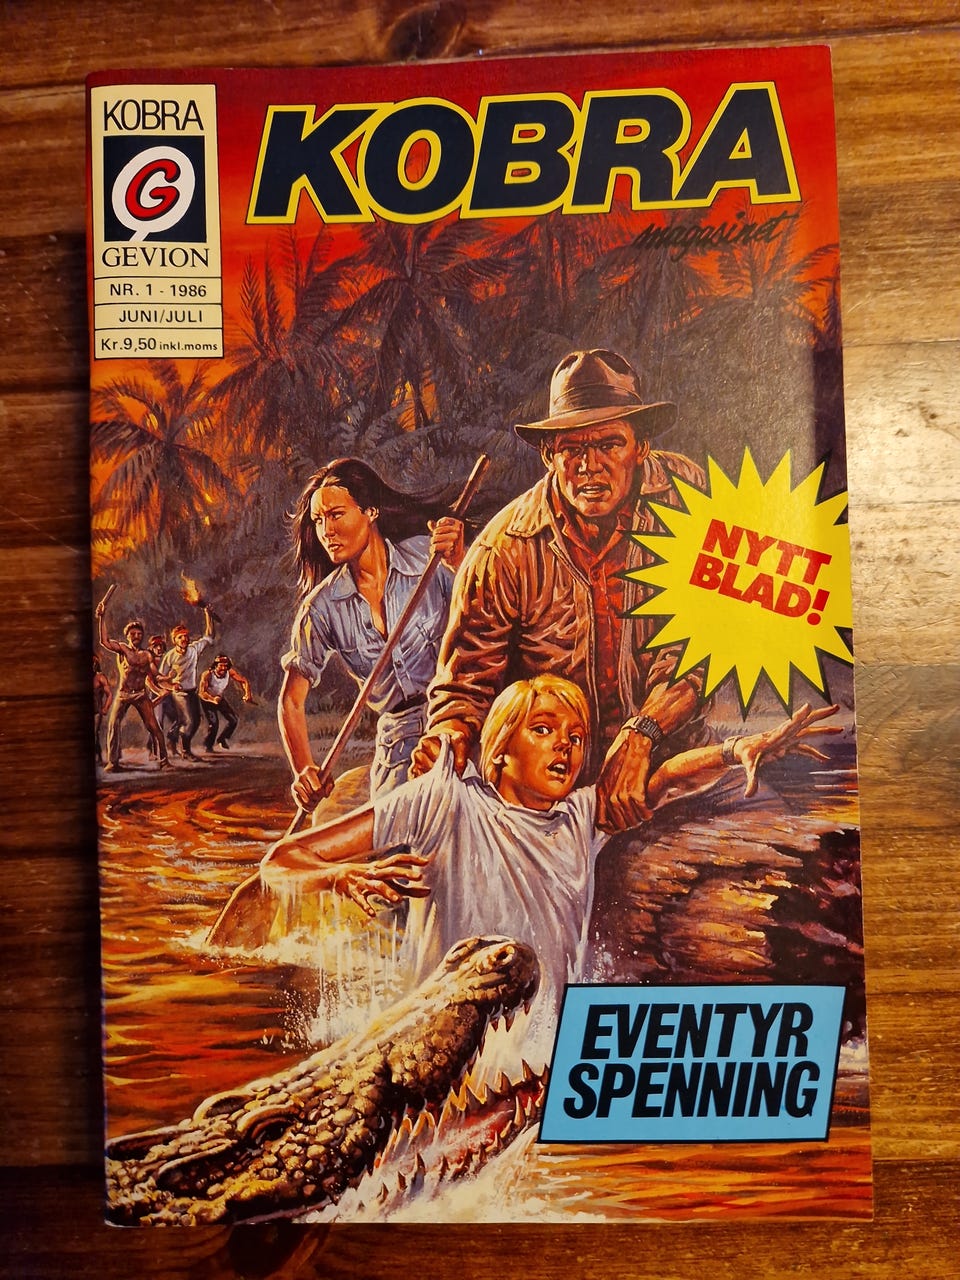 KOBRA
G
GEVION
NR. 1 - 1986
JUNI/JULI
Kr.9,50 inkl.moms
KOBRA
magasinet
NYTT
BLAD!
EVENTYR
SPENNING